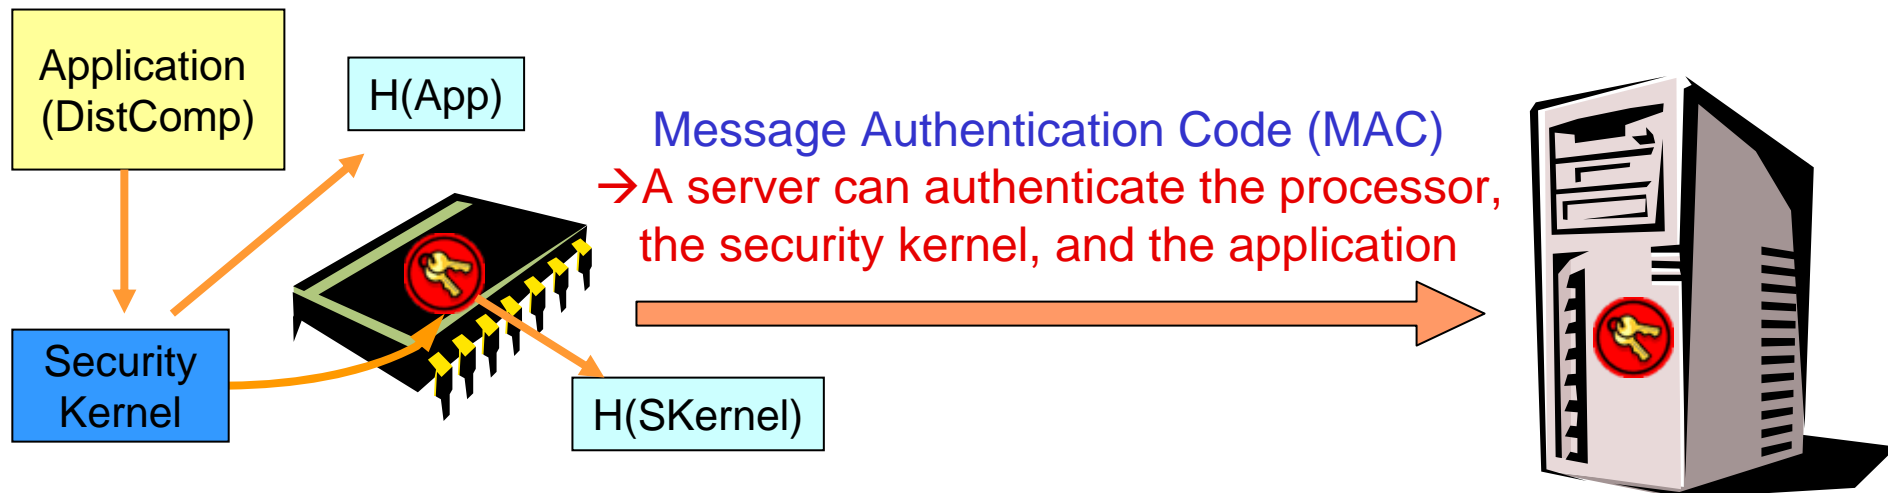 Application
(DistComp)
H(App)
Message Authentication Code (MAC)
→A server can authenticate the processor,
the security kernel, and the application
Security
Kernel
H(SKernel)